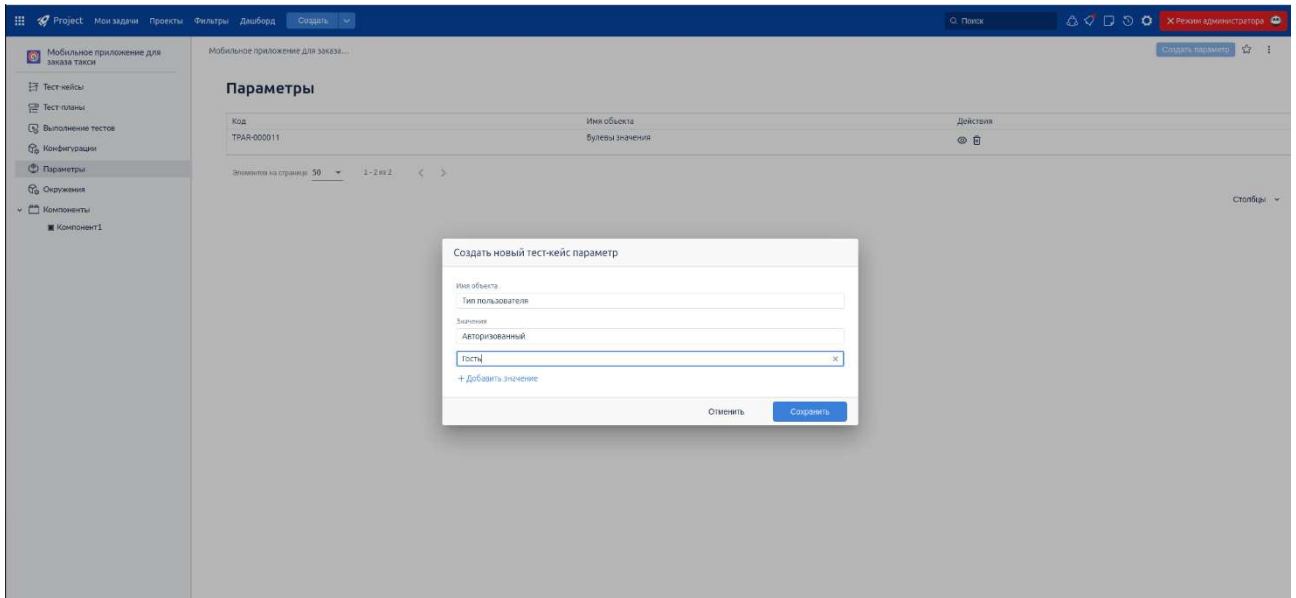 Project Мои задачи Проекты Фильтры Дашборд Создать Поиск Режим администратора
Мобильное приложение для заказа такси
Тест-кейсы
Тест-планы
Выполнение тестов
Конфигурации
Параметры
Окружения
Компоненты
Компонент1
Мобильное приложение для заказа...
Создать параметр
Параметры
Код Имя объекта Действия
TPAR-000011 Булевы значения
Элементов на странице 50 1 - 2 из 2
Столбцы
Создать новый тест-кейс параметр
Имя объекта
Тип пользователя
Значения
Авторизованный
Гость
+ Добавить значение
Отменить Сохранить